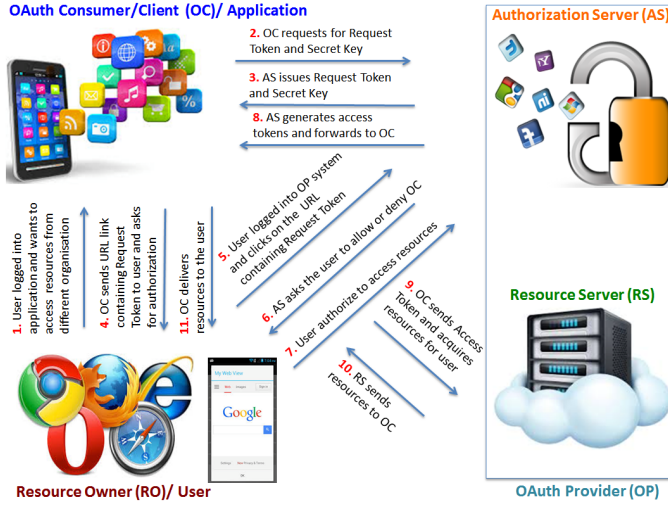 OAuth Consumer/Client (OC)/ Application
Authorization Server (AS)
2. OC requests for Request
Token and Secret Key
3. AS issues Request Token
and Secret Key
8. AS generates access
tokens and forwards to OC
1. User logged into
application and wants to
access resources from
different organisation
4. OC sends URL link
containing Request
Token to user and asks
for authorization
11. OC delivers
resources to the user
5. User logged into OP system
and clicks on the URL
containing Request Token
6. AS asks the user to allow or deny OC
7. User authorize to access resources
9. OC sends Access
Token and acquires
resources for user
10. RS sends
resources to OC
Resource Server (RS)
My Web View
Google
Resource Owner (RO)/ User
OAuth Provider (OP)